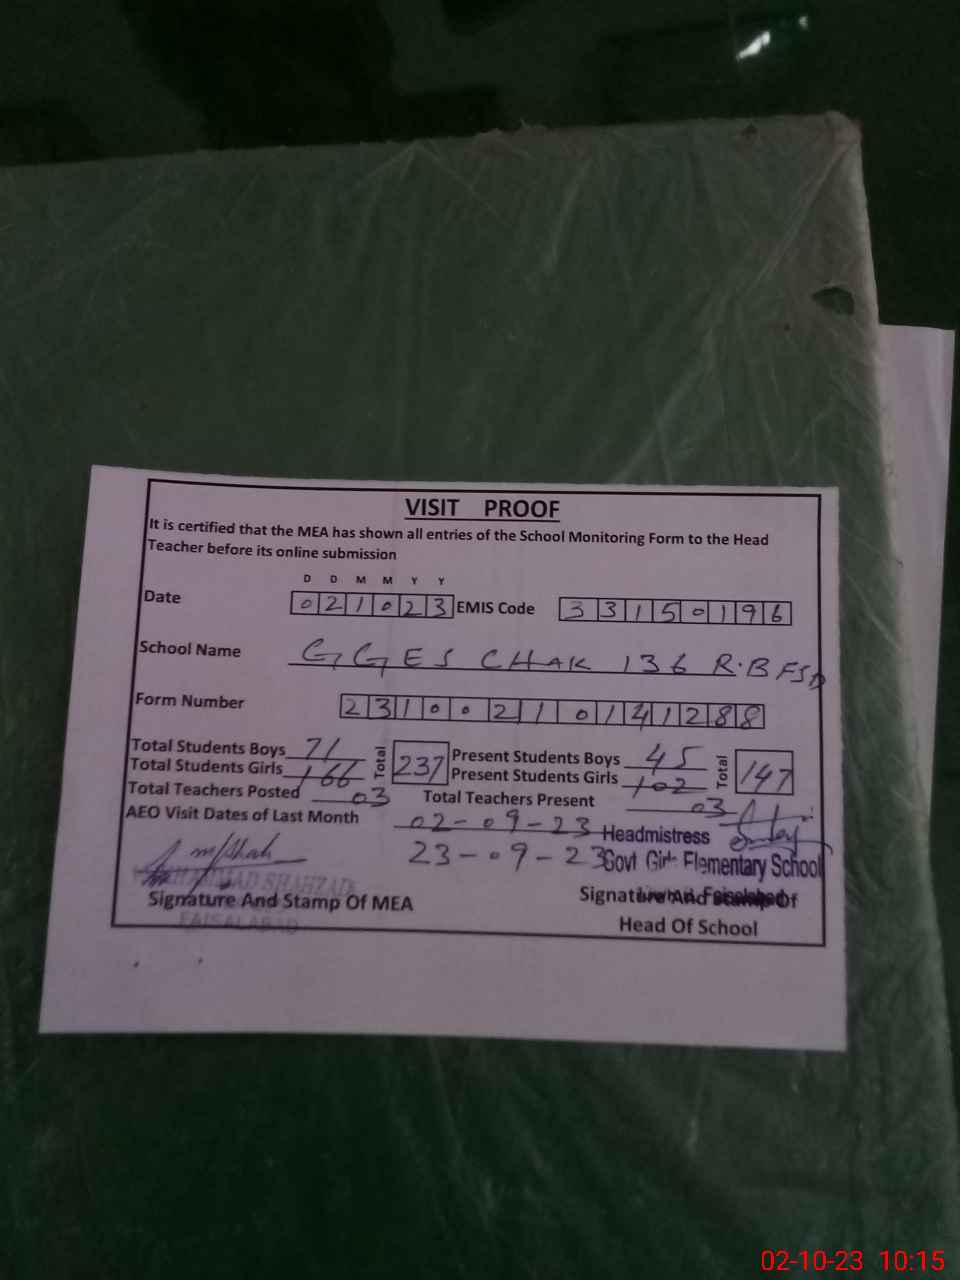 VISIT PROOF
It is certified that the MEA has shown all entries of the School Monitoring Form to the Head
Teacher before its online submission
D D M M Y Y
Date 021023 EMIS Code 33150196
School Name GGES CHAK 136 R.B FSD
Form Number 23100210141288
Total Students Boys 71 Total 237 Present Students Boys 45 Total 147
Total Students Girls 166 Present Students Girls 102
Total Teachers Posted 03 Total Teachers Present 03
AEO Visit Dates of Last Month 02-09-23
23-09-23
Headmistress
Govt Girls Elementary School
Faisalabad
MUHAMMAD SHAHZAD
Signature And Stamp Of MEA
FAISALABAD
Signature And Stamp Of
Head Of School
02-10-23 10:15